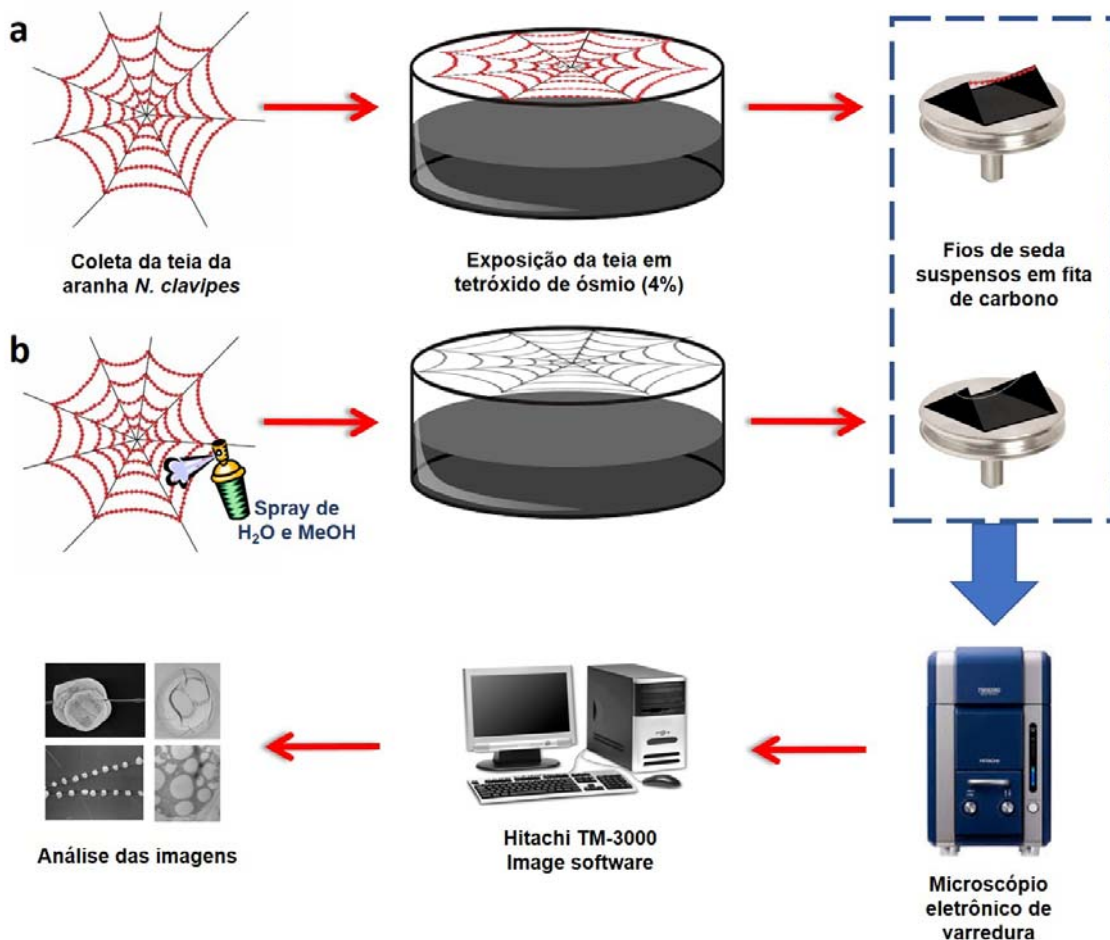 a
Coleta da teia da
aranha N. clavipes
Exposição da teia em
tetróxido de ósmio (4%)
Fios de seda
suspensos em fita
de carbono
b
Spray de
H₂O e MeOH
HITACHI
Análise das imagens
Hitachi TM-3000
Image software
Microscópio
eletrônico de
varredura